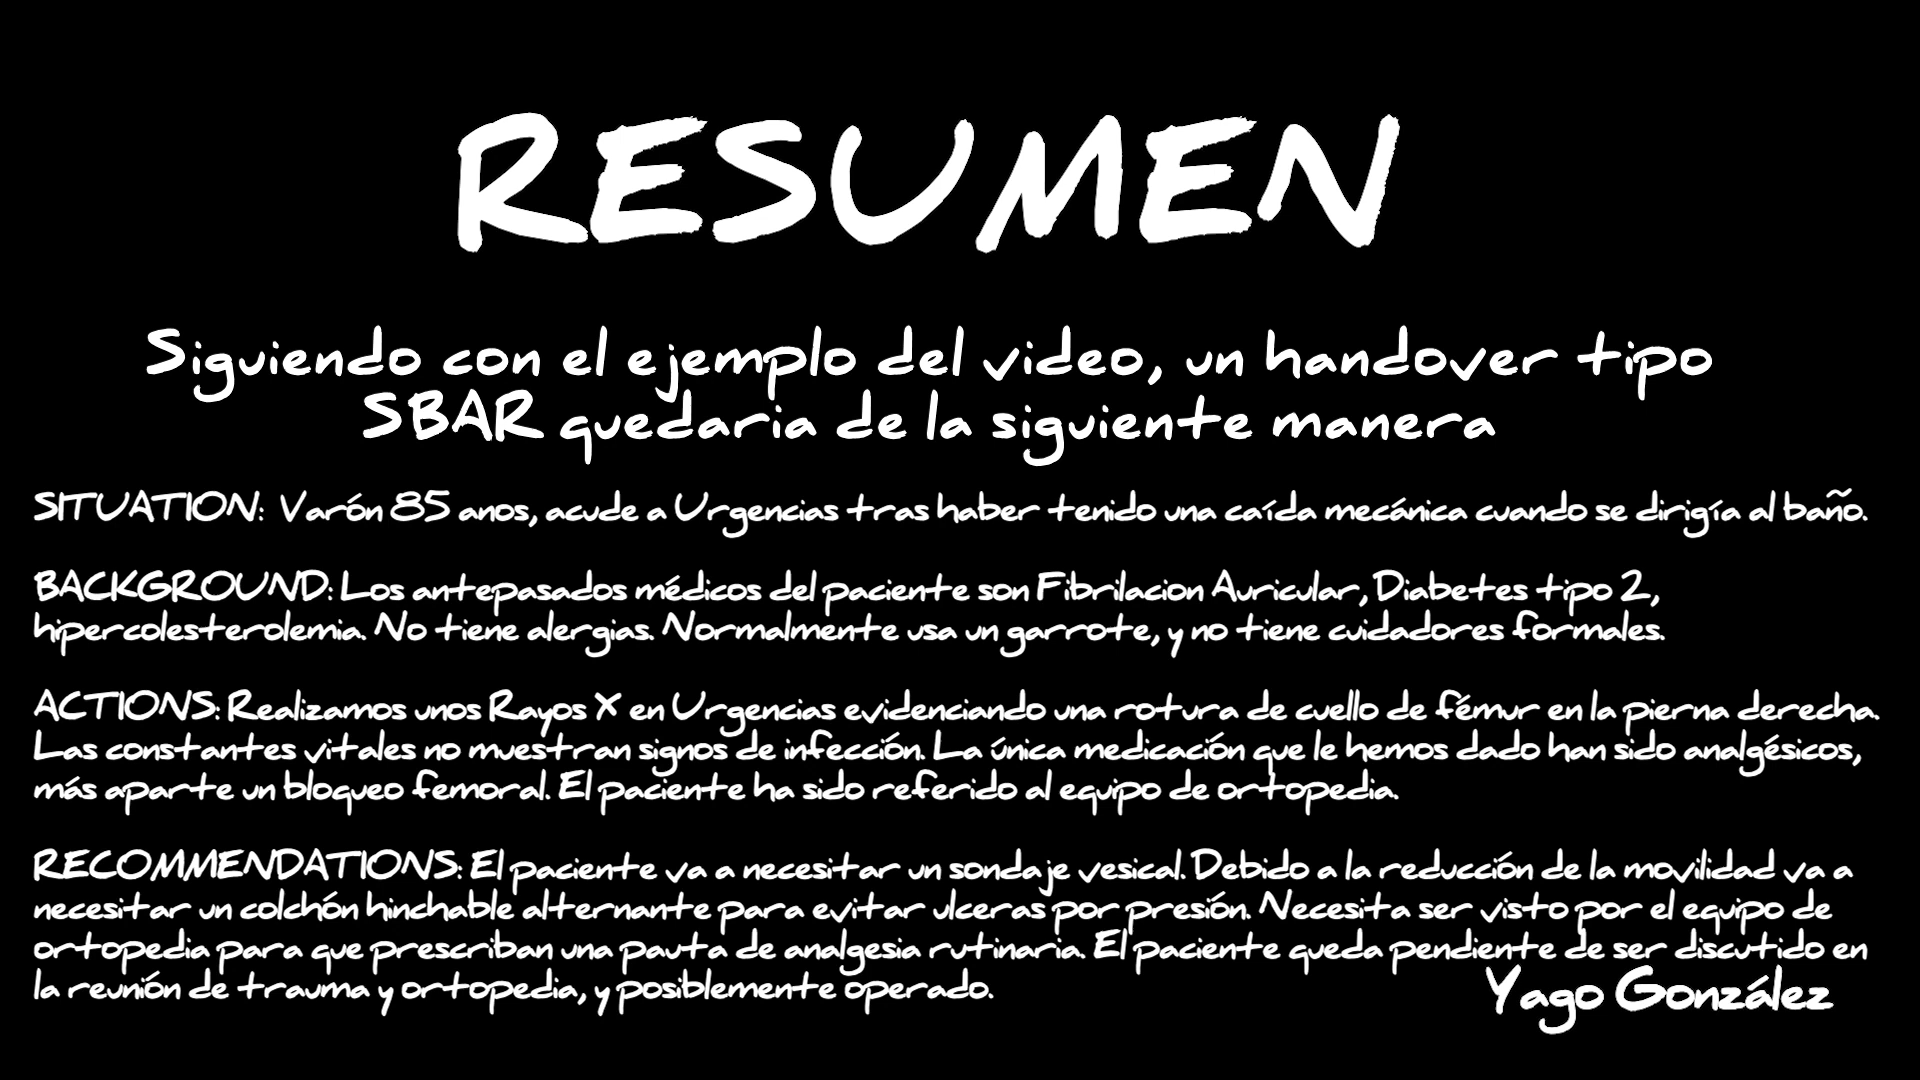 RESUMEN
Siguiendo con el ejemplo del video, un handover tipo
SBAR quedaria de la siguiente manera
SITUATION: Varón 85 anos, acude a Urgencias tras haber tenido una caída mecánica cuando se dirigía al baño.
BACKGROUND: Los antepasados médicos del paciente son Fibrilacion Auricular, Diabetes tipo 2,
hipercolesterolemia. No tiene alergias. Normalmente usa un garrote, y no tiene cuidadores formales.
ACTIONS: Realizamos unos Rayos X en Urgencias evidenciando una rotura de cuello de fémur en la pierna derecha.
Las constantes vitales no muestran signos de infección. La única medicación que le hemos dado han sido analgésicos,
más aparte un bloqueo femoral. El paciente ha sido referido al equipo de ortopedia.
RECOMMENDATIONS: El paciente va a necesitar un sondaje vesical. Debido a la reducción de la movilidad va a
necesitar un colchón hinchable alternante para evitar ulceras por presión. Necesita ser visto por el equipo de
ortopedia para que prescriban una pauta de analgesia rutinaria. El paciente queda pendiente de ser discutido en
la reunión de trauma y ortopedia, y posiblemente operado.
Yago González